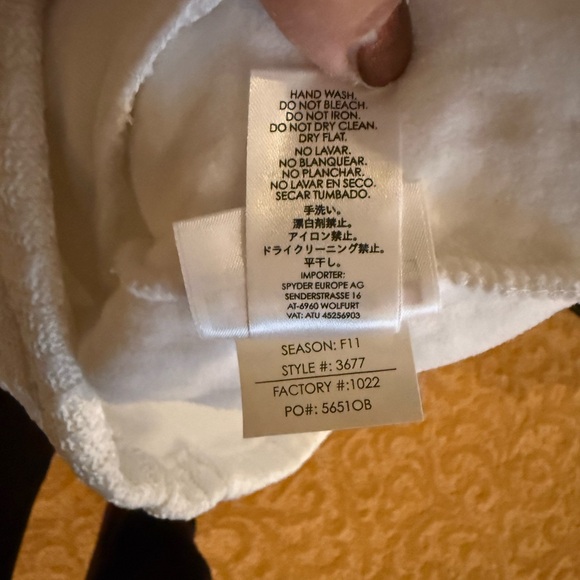 HAND WASH.
DO NOT BLEACH.
DO NOT IRON.
DO NOT DRY CLEAN.
DRY FLAT.
NO LAVAR.
NO BLANQUEAR.
NO PLANCHAR.
NO LAVAR EN SECO.
SECAR TUMBADO.
手洗い。
漂白剤禁止。
アイロン禁止。
ドライクリーニング禁止。
平干し。
IMPORTER:
SPYDER EUROPE AG
SENDERSTRASSE 16
AT-6960 WOLFURT
VAT: ATU 45256903
SEASON: F11
STYLE #: 3677
FACTORY #:1022
PO#: 5651OB